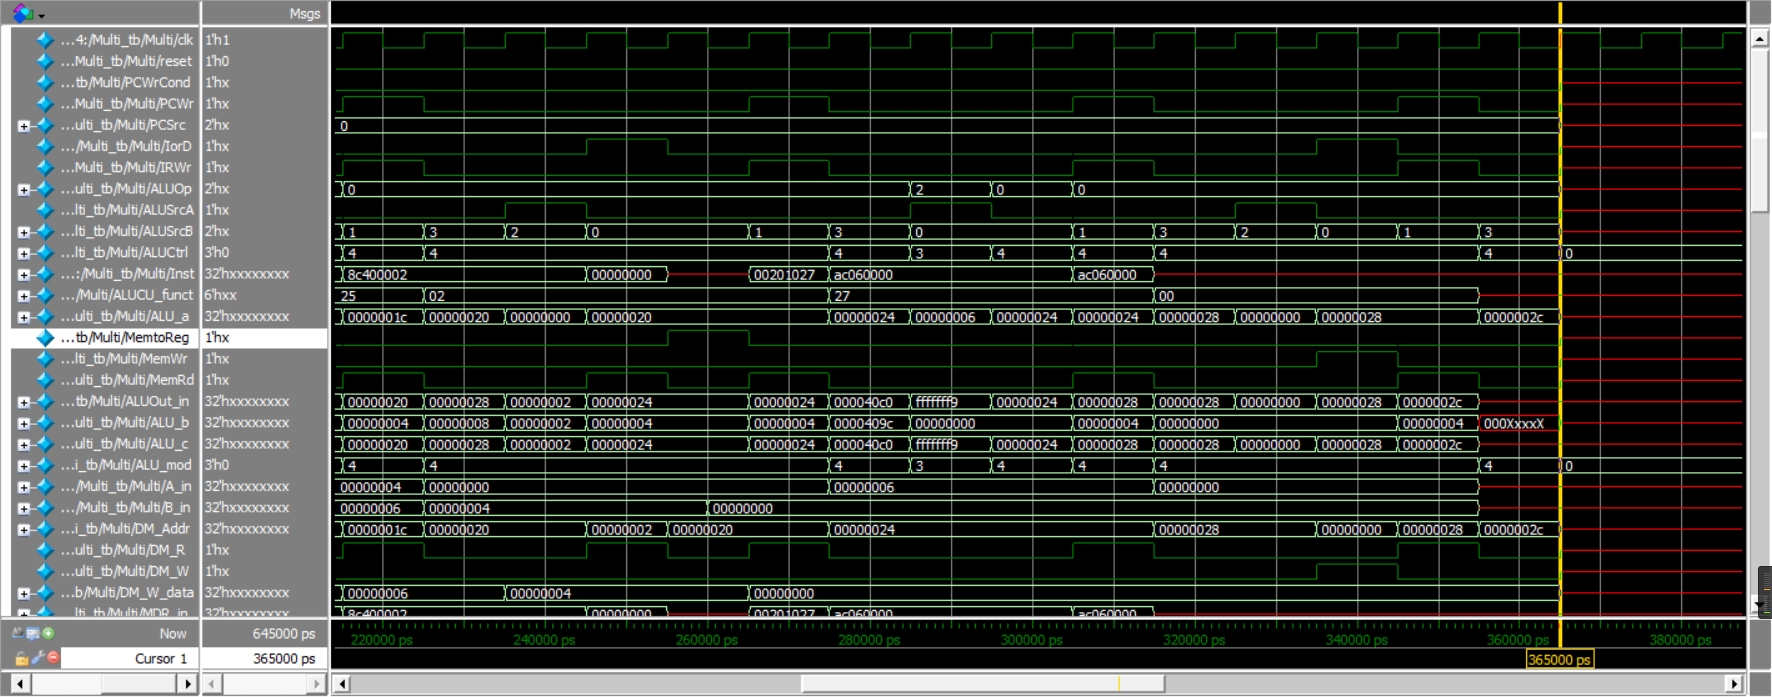 Msgs
...4:/Multi_tb/Multi/clk 1'h1
...Multi_tb/Multi/reset 1'h0
...tb/Multi/PCWrCond 1'hx
...Multi_tb/Multi/PCWr 1'hx
...ulti_tb/Multi/PCSrc 2'hx 0
.../Multi_tb/Multi/IorD 1'hx
...Multi_tb/Multi/IRWr 1'hx
...ulti_tb/Multi/ALUOp 2'hx 0 2 0 0
...lti_tb/Multi/ALUSrcA 1'hx
...lti_tb/Multi/ALUSrcB 2'hx 1 3 2 0 1 3 0 1 3 2 0 1 3
...lti_tb/Multi/ALUCtrl 3'h0 4 4 4 3 4 4 4 4 0
...:/Multi_tb/Multi/Inst 32'hxxxxxxxx 8c400002 00000000 00201027 ac060000 ac060000
.../Multi/ALUCU_funct 6'hxx 25 02 27 00
...ulti_tb/Multi/ALU_a 32'hxxxxxxxx 0000001c 00000020 00000000 00000020 00000024 00000006 00000024 00000024 00000028 00000000 00000028 0000002c
...tb/Multi/MemtoReg 1'hx
...lti_tb/Multi/MemWr 1'hx
...ulti_tb/Multi/MemRd 1'hx
...tb/Multi/ALUOut_in 32'hxxxxxxxx 00000020 00000028 00000002 00000024 00000024 000040c0 fffffff9 00000024 00000028 00000028 00000000 00000028 0000002c
...ulti_tb/Multi/ALU_b 32'hxxxxxxxx 00000004 00000008 00000002 00000004 00000004 0000409c 00000000 00000004 00000000 00000004 000XxxxX
...ulti_tb/Multi/ALU_c 32'hxxxxxxxx 00000020 00000028 00000002 00000024 00000024 000040c0 fffffff9 00000024 00000028 00000028 00000000 00000028 0000002c
...i_tb/Multi/ALU_mod 3'h0 4 4 4 3 4 4 4 4 0
.../Multi_tb/Multi/A_in 32'hxxxxxxxx 00000004 00000000 00000006 00000000
.../Multi_tb/Multi/B_in 32'hxxxxxxxx 00000006 00000004 00000000
...i_tb/Multi/DM_Addr 32'hxxxxxxxx 0000001c 00000020 00000002 00000020 00000024 00000028 00000000 00000028 0000002c
...ulti_tb/Multi/DM_R 1'hx
...ulti_tb/Multi/DM_W 1'hx
...b/Multi/DM_W_data 32'hxxxxxxxx 00000006 00000004 00000000
...lti_tb/Multi/MDR_in 32'hxxxxxxxx 8c400002 00000000 00201027 ac060000 ac060000
Now 645000 ps 220000 ps 240000 ps 260000 ps 280000 ps 300000 ps 320000 ps 340000 ps 360000 ps 380000 ps
Cursor 1 365000 ps 365000 ps